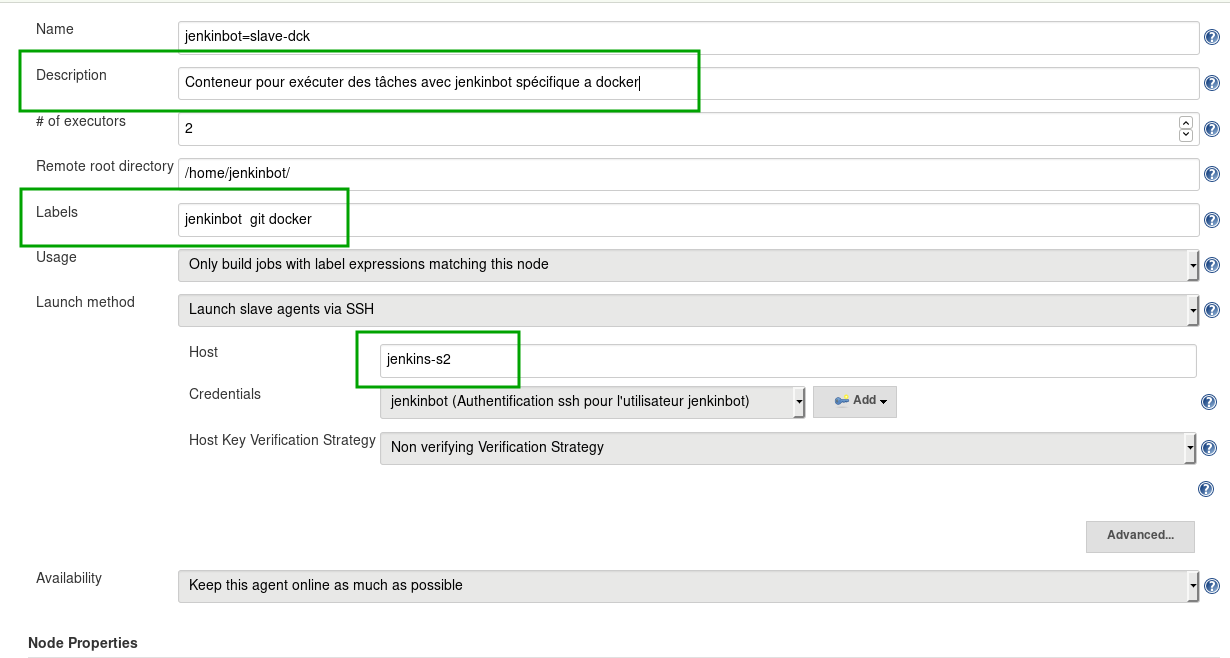 Name jenkinbot=slave-dck
Description Conteneur pour exécuter des tâches avec jenkinbot spécifique a docker
# of executors 2
Remote root directory /home/jenkinbot/
Labels jenkinbot  git docker
Usage Only build jobs with label expressions matching this node
Launch method Launch slave agents via SSH
Host jenkins-s2
Credentials jenkinbot (Authentification ssh pour l'utilisateur jenkinbot) Add
Host Key Verification Strategy Non verifying Verification Strategy
Advanced...
Availability Keep this agent online as much as possible
Node Properties